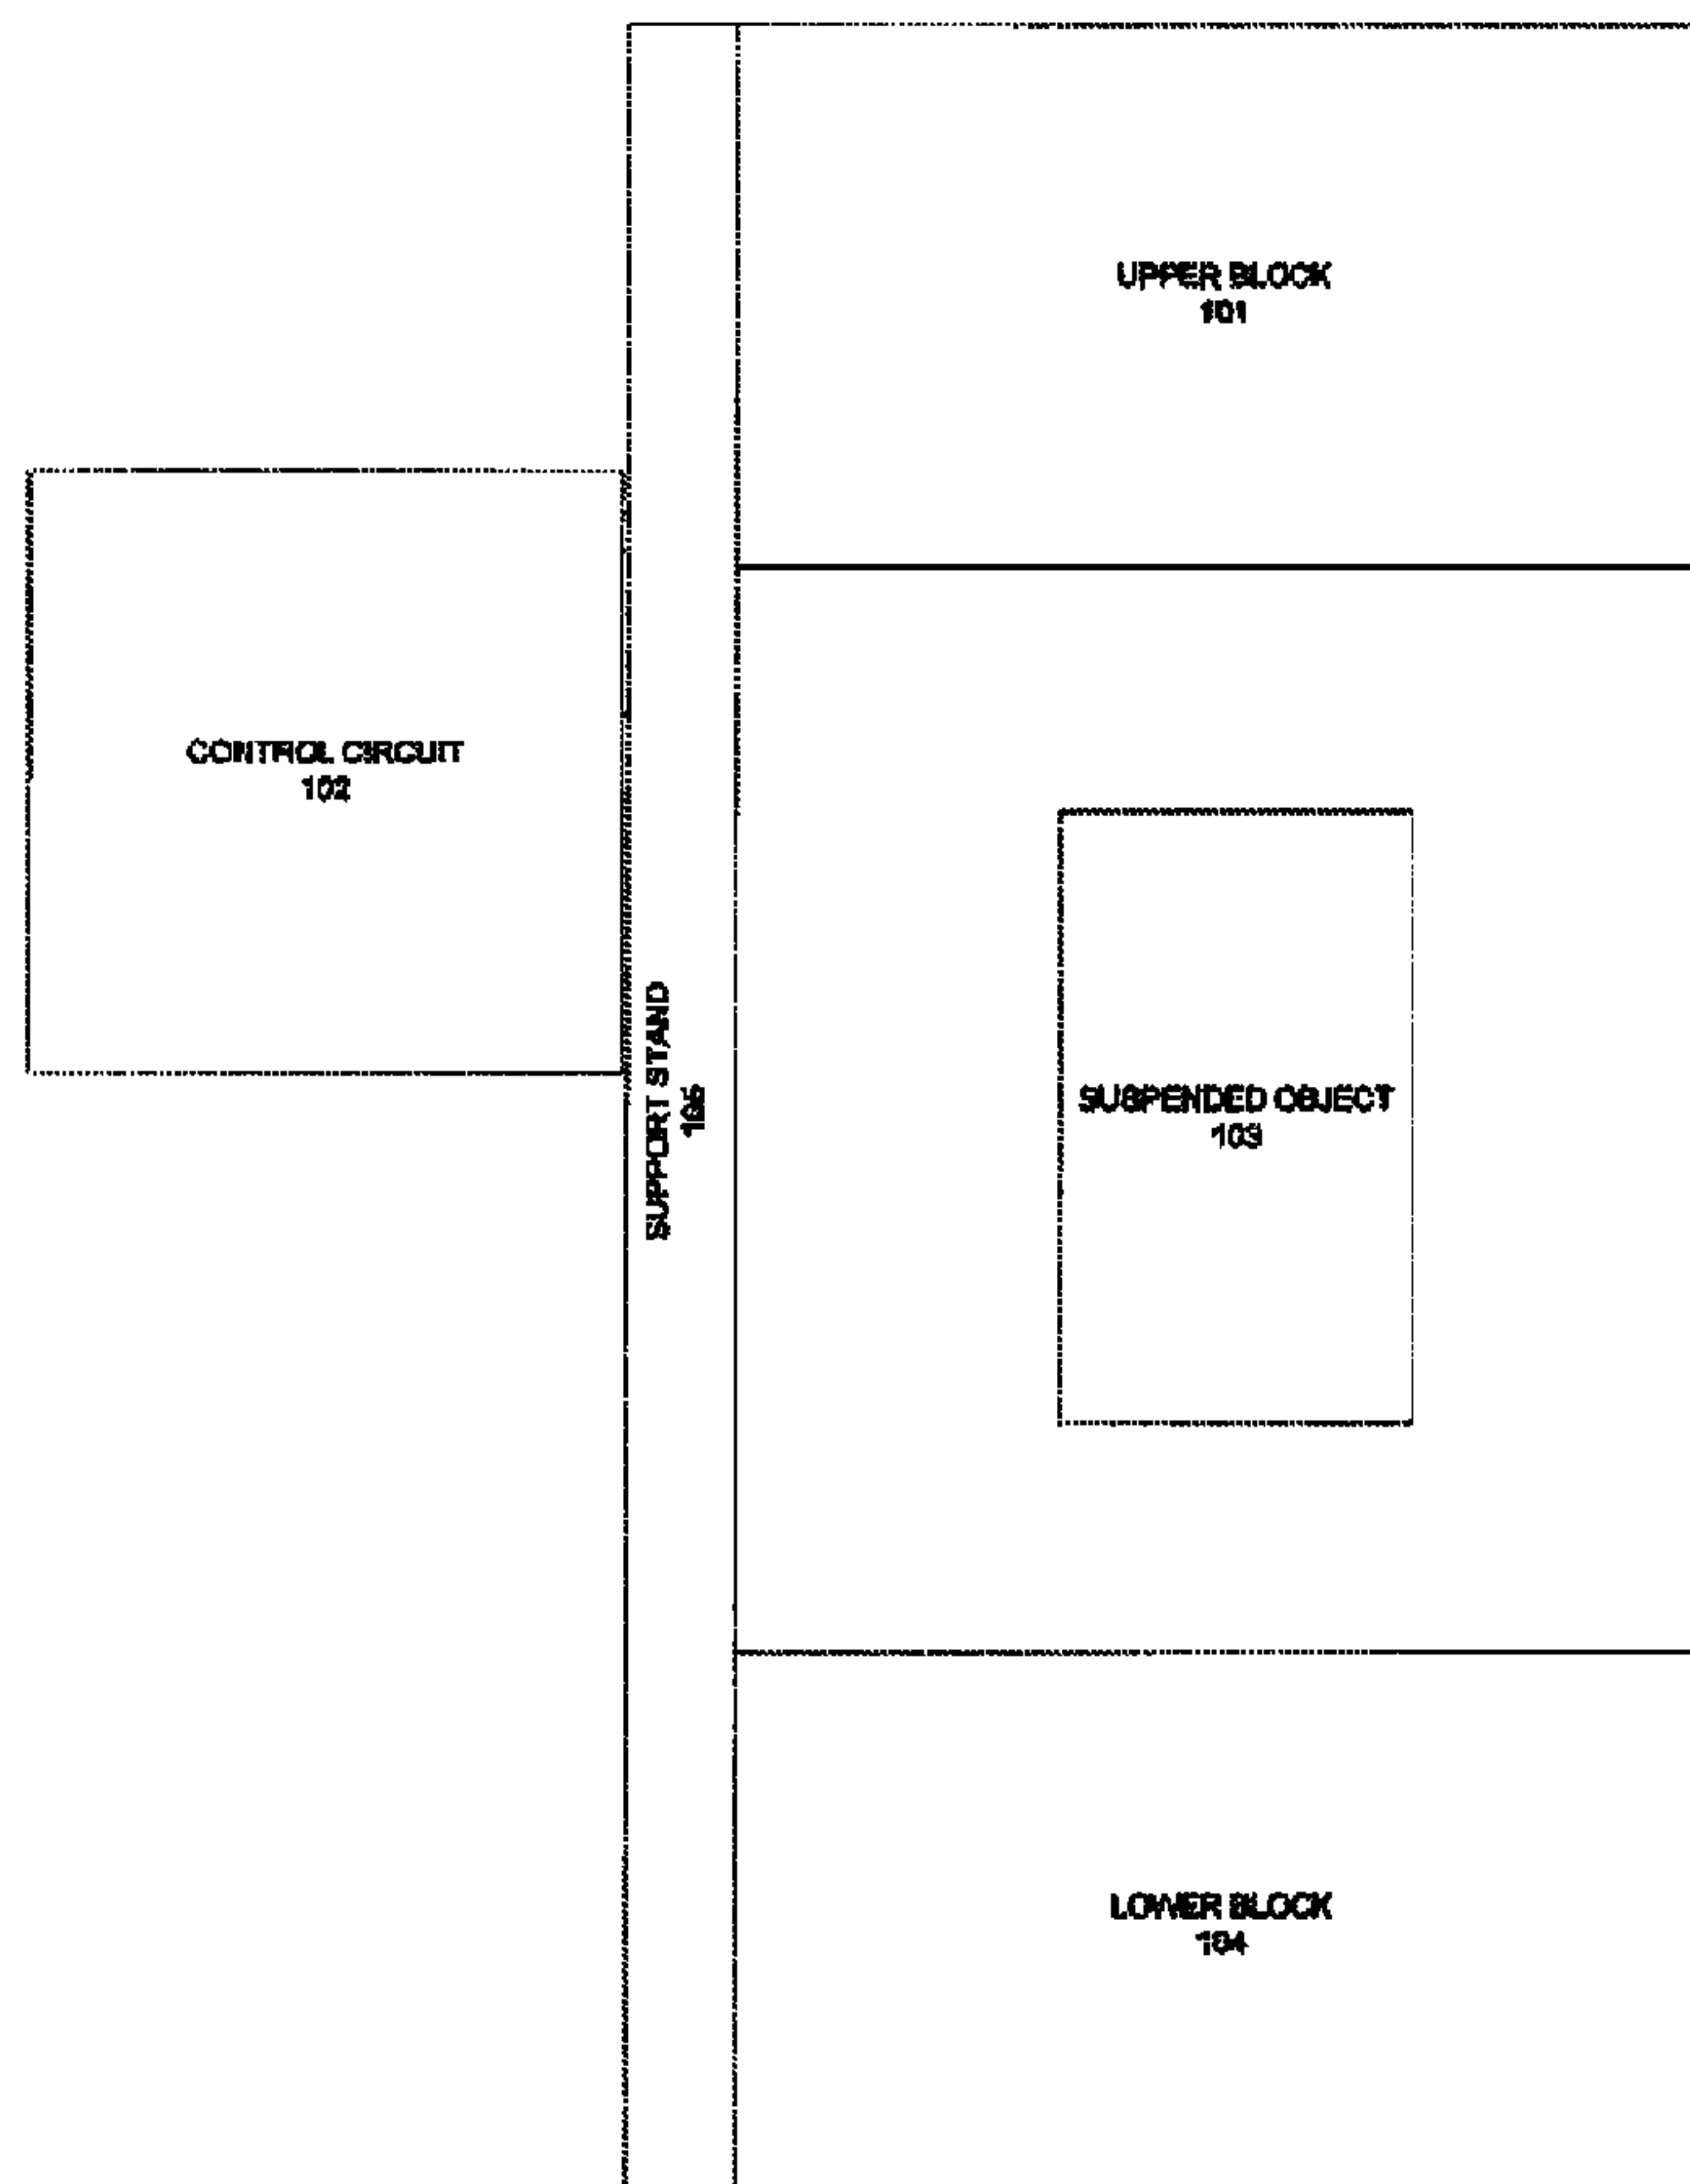 UPPER BLOCK
101
CONTROL CIRCUIT
102
SUPPORT STAND
105
SUSPENDED OBJECT
103
LOWER BLOCK
104